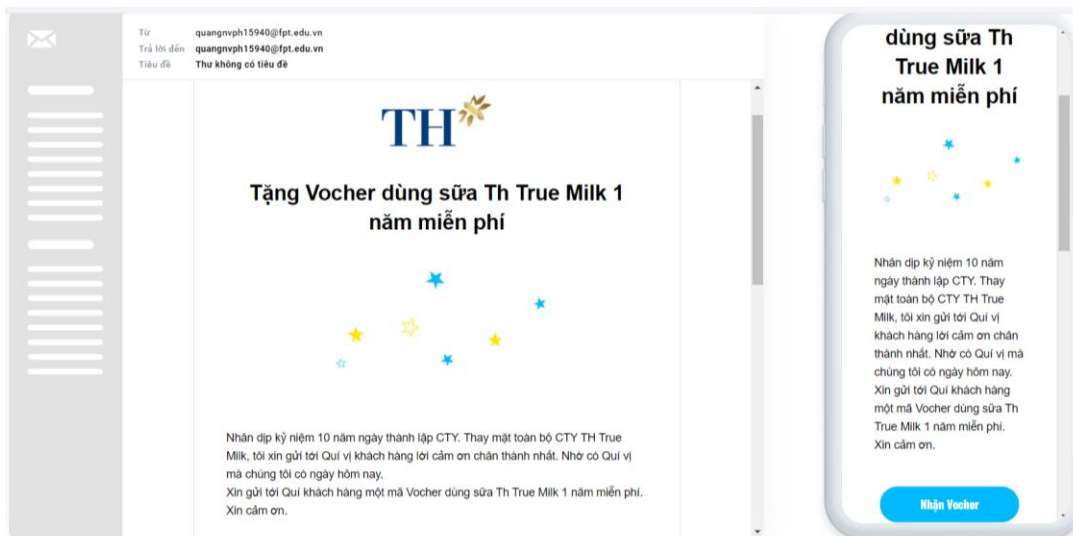 Từ quangnvph15940@fpt.edu.vn
Trả lời đến quangnvph15940@fpt.edu.vn
Tiêu đề Thư không có tiêu đề
TH
Tặng Vocher dùng sữa Th True Milk 1
năm miễn phí
Nhân dịp kỷ niệm 10 năm ngày thành lập CTY. Thay mặt toàn bộ CTY TH True
Milk, tôi xin gửi tới Quí vị khách hàng lời cảm ơn chân thành nhất. Nhờ có Quí vị
mà chúng tôi có ngày hôm nay.
Xin gửi tới Quí khách hàng một mã Vocher dùng sữa Th True Milk 1 năm miễn phí.
Xin cảm ơn.
dùng sữa Th
True Milk 1
năm miễn phí
Nhân dịp kỷ niệm 10 năm
ngày thành lập CTY. Thay
mặt toàn bộ CTY TH True
Milk, tôi xin gửi tới Quí vị
khách hàng lời cảm ơn chân
thành nhất. Nhờ có Quí vị mà
chúng tôi có ngày hôm nay.
Xin gửi tới Quí khách hàng
một mã Vocher dùng sữa Th
True Milk 1 năm miễn phí.
Xin cảm ơn.
Nhận Vocher